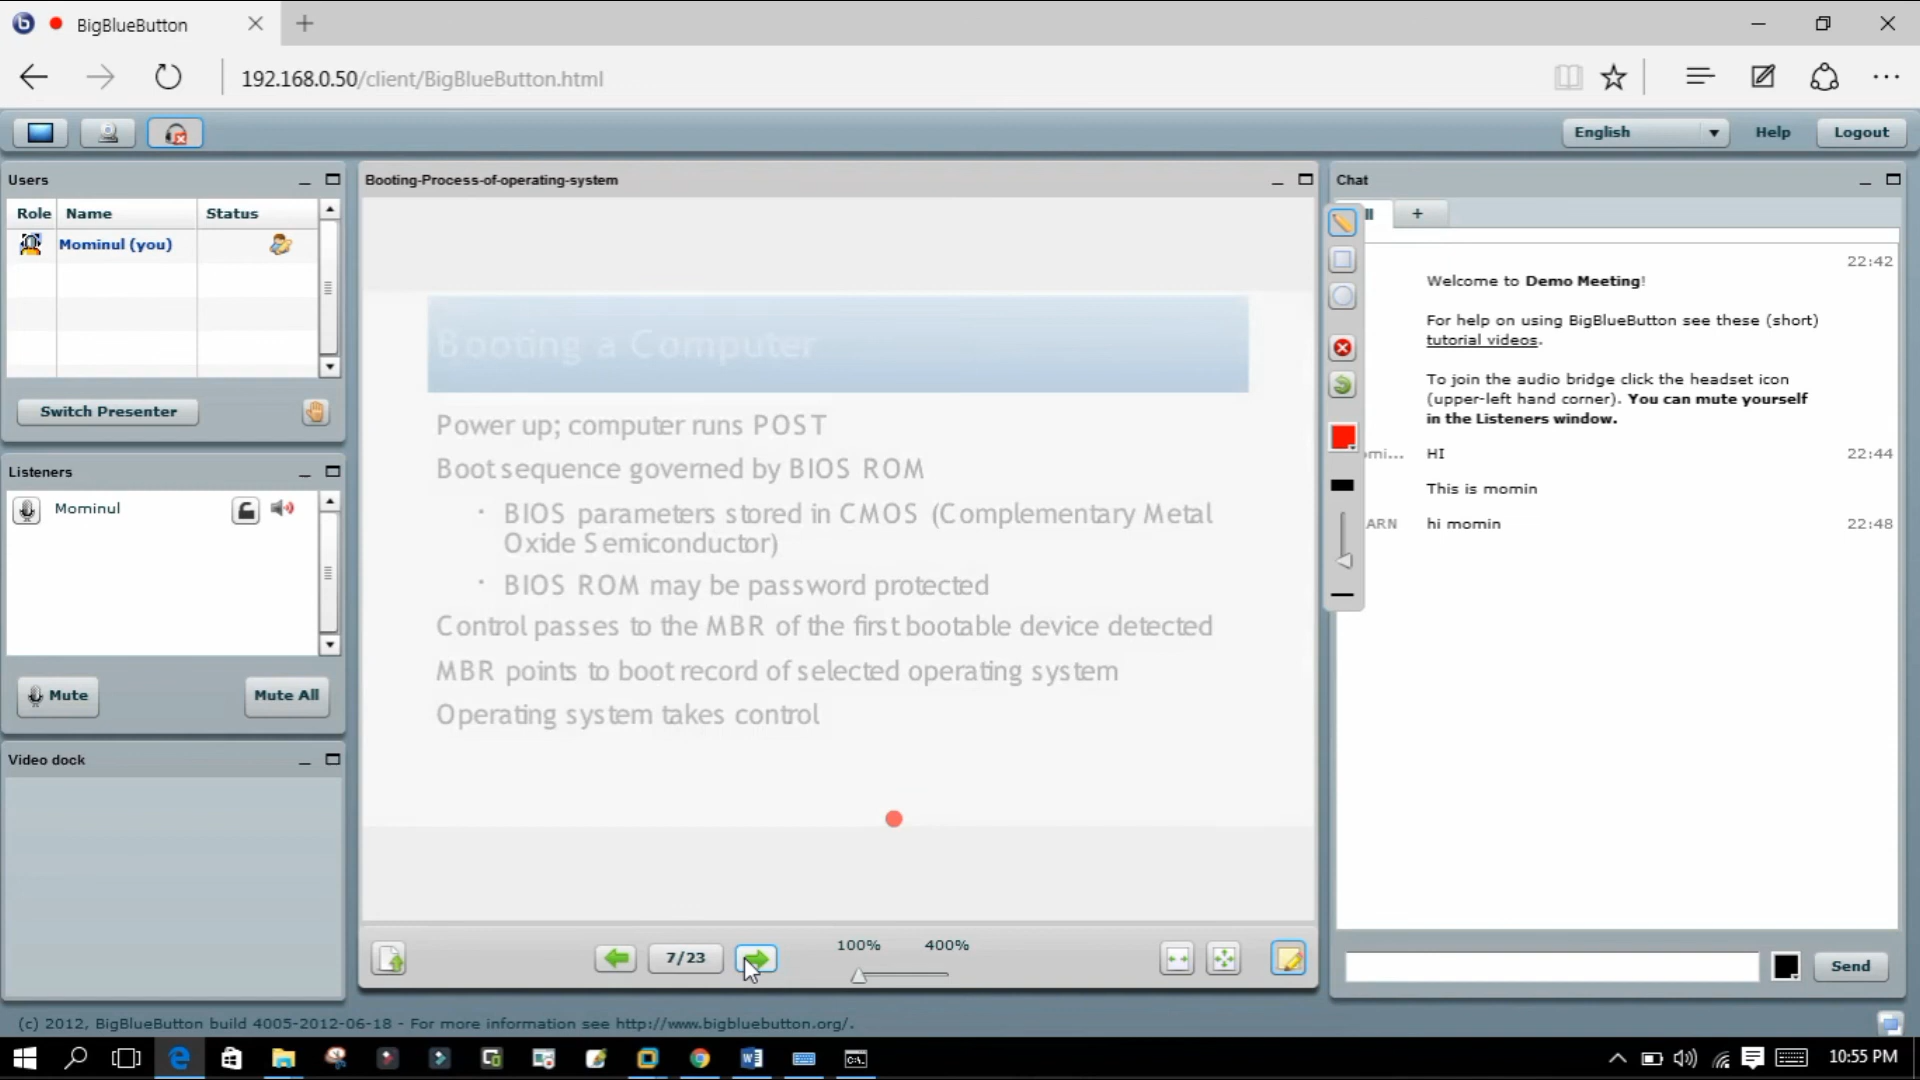 BigBlueButton
192.168.0.50/client/BigBlueButton.html
English
Help
Logout
Users
Role Name Status
Mominul (you)
Switch Presenter
Listeners
Mominul
Mute
Mute All
Video dock
Booting-Process-of-operating-system
Booting a Computer
Power up; computer runs POST
Boot sequence governed by BIOS ROM
· BIOS parameters stored in CMOS (Complementary Metal
Oxide Semiconductor)
· BIOS ROM may be password protected
Control passes to the MBR of the first bootable device detected
MBR points to boot record of selected operating system
Operating system takes control
7/23
100% 400%
Chat
+
22:42
Welcome to Demo Meeting!
For help on using BigBlueButton see these (short)
tutorial videos.
To join the audio bridge click the headset icon
(upper-left hand corner). You can mute yourself
in the Listeners window.
HI 22:44
This is momin
hi momin 22:48
Send
(c) 2012, BigBlueButton build 4005-2012-06-18 - For more information see http://www.bigbluebutton.org/.
10:55 PM